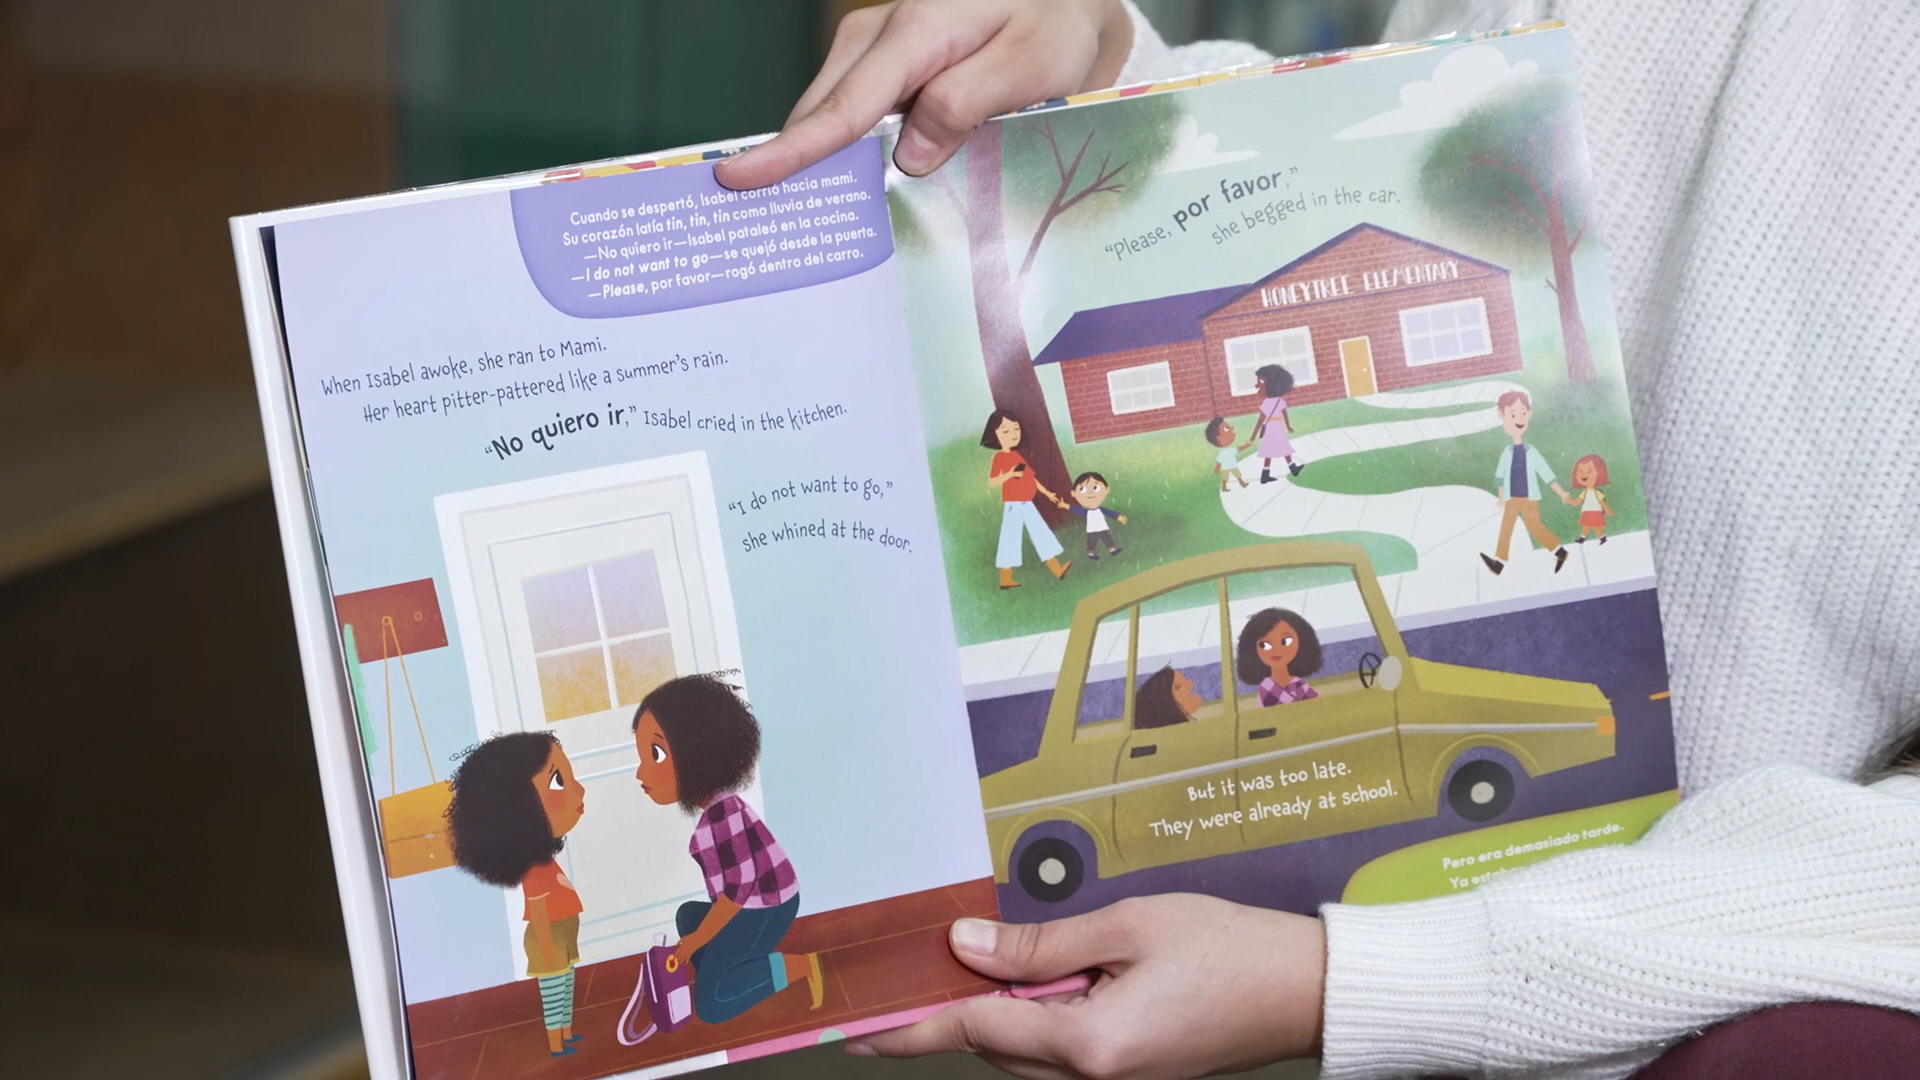 Cuando se despertó, Isabel corrió hacia mami.
Su corazón latía tin, tin, tin como lluvia de verano.
—No quiero ir—Isabel pataleó en la cocina.
—I do not want to go—se quejó desde la puerta.
—Please, por favor—rogó dentro del carro.
When Isabel awoke, she ran to Mami.
Her heart pitter-pattered like a summer's rain.
“No quiero ir,” Isabel cried in the kitchen.
“I do not want to go,”
she whined at the door.
“Please, por favor,”
she begged in the car.
HONEYTREE ELEMENTARY
But it was too late.
They were already at school.
Pero era demasiado tarde.
Ya